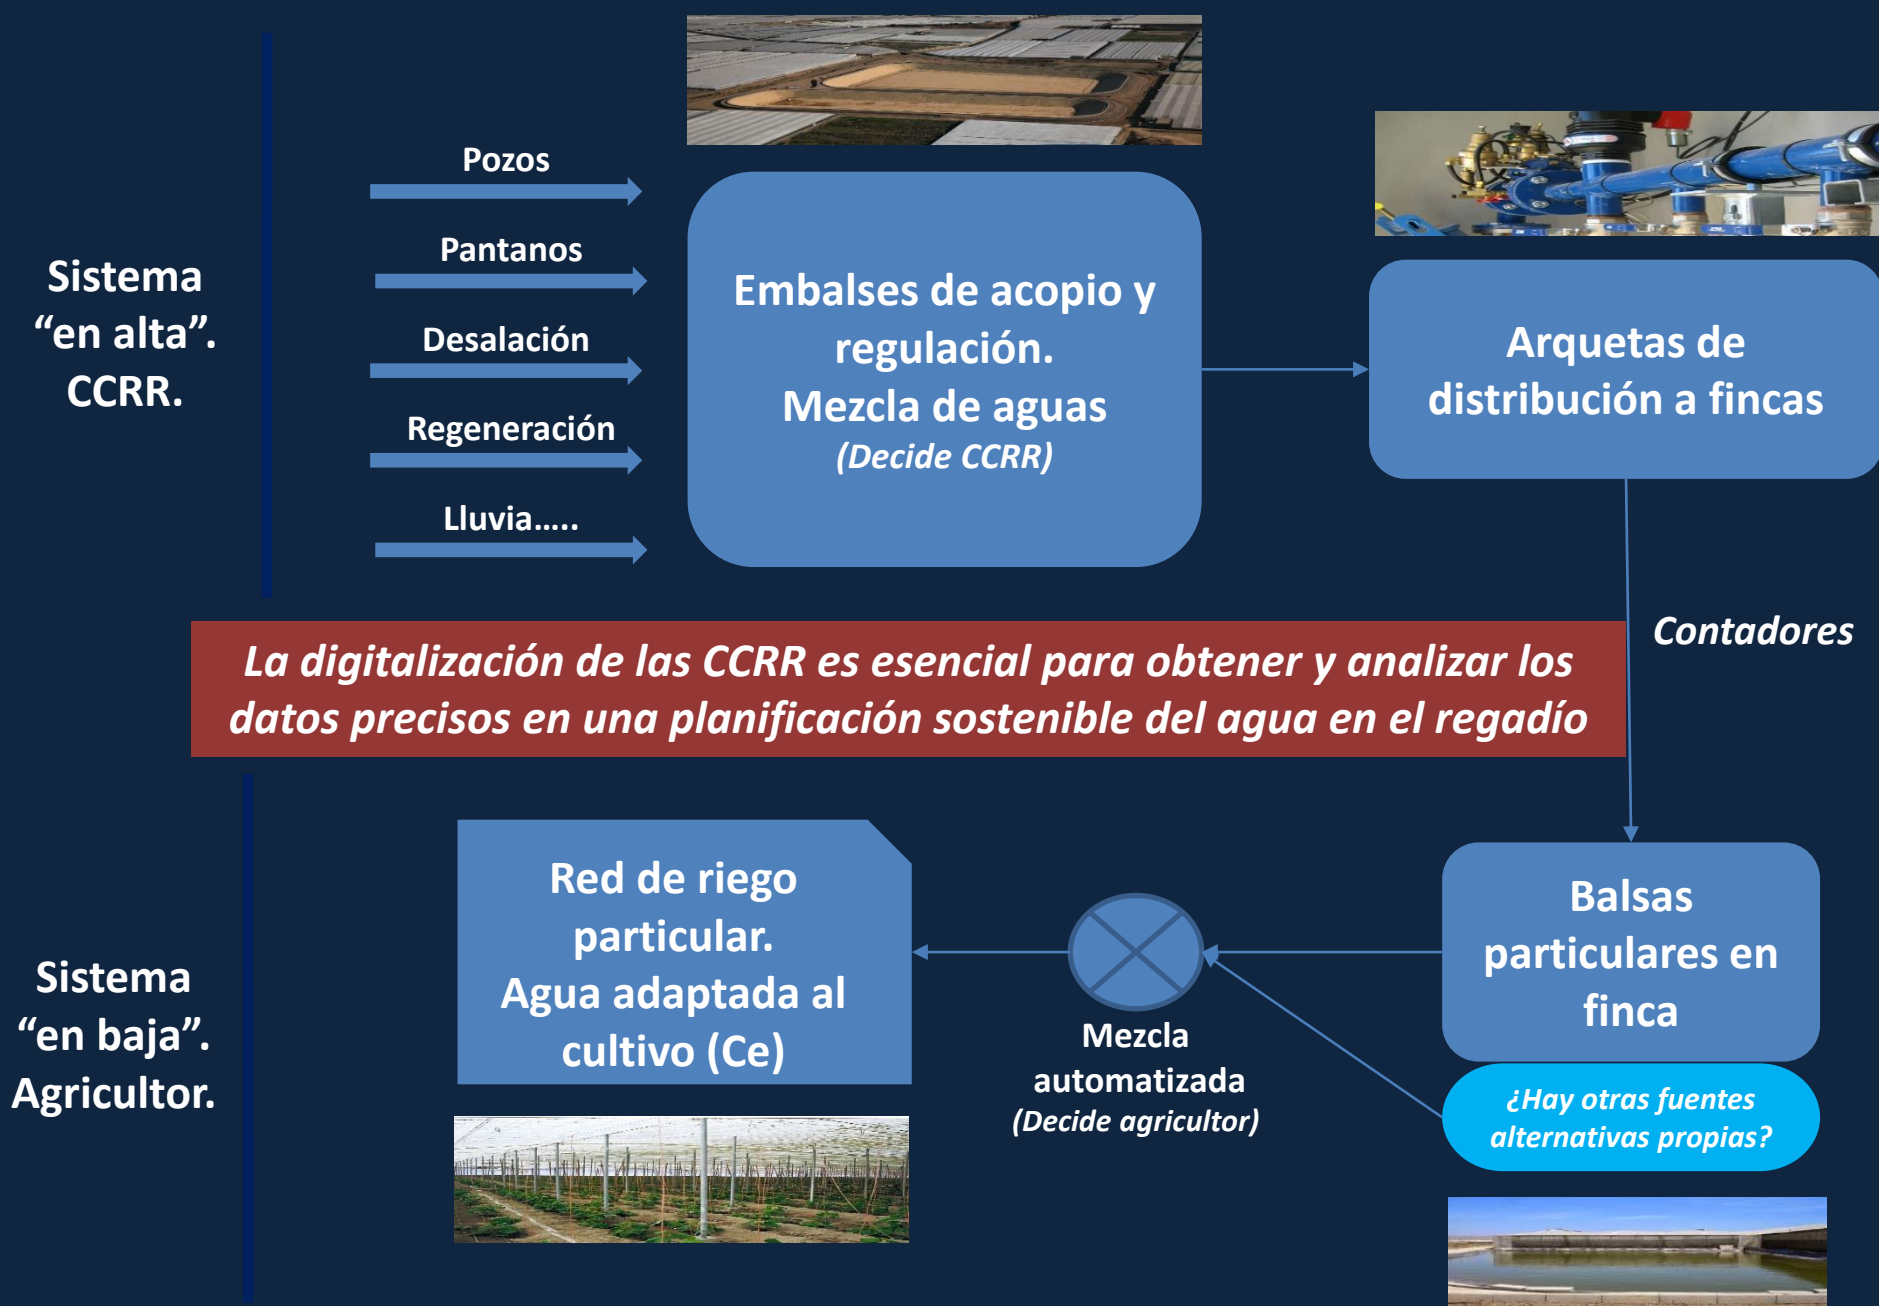 Pozos
Pantanos
Desalación
Regeneración
Lluvia…..
Sistema
“en alta”.
CCRR.
Embalses de acopio y
regulación.
Mezcla de aguas
(Decide CCRR)
Arquetas de
distribución a fincas
Contadores
La digitalización de las CCRR es esencial para obtener y analizar los
datos precisos en una planificación sostenible del agua en el regadío
Sistema
“en baja”.
Agricultor.
Red de riego
particular.
Agua adaptada al
cultivo (Ce)
Mezcla
automatizada
(Decide agricultor)
Balsas
particulares en
finca
¿Hay otras fuentes
alternativas propias?